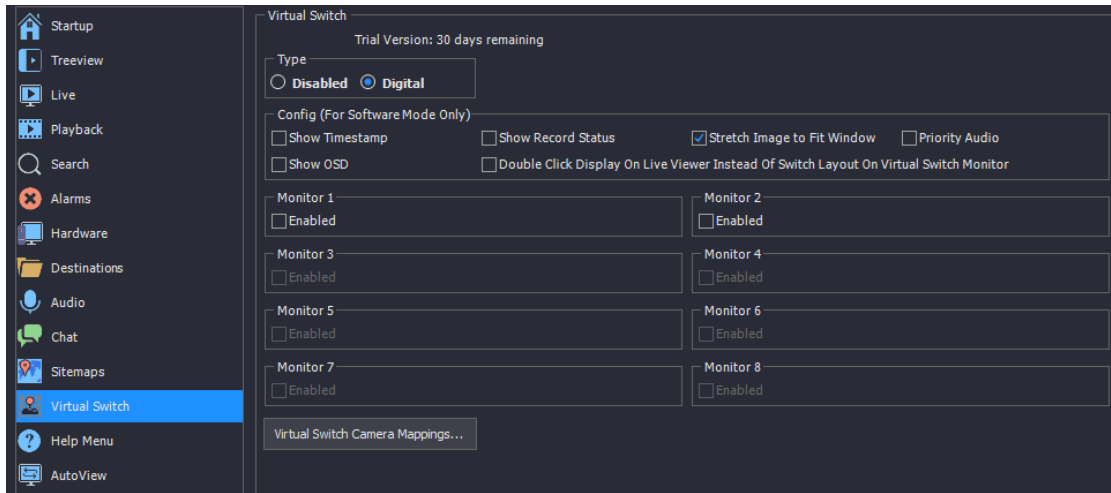 Startup
Treeview
Live
Playback
Search
Alarms
Hardware
Destinations
Audio
Chat
Sitemaps
Virtual Switch
Help Menu
AutoView
Virtual Switch
Trial Version: 30 days remaining
Type
Disabled Digital
Config (For Software Mode Only)
Show Timestamp Show Record Status Stretch Image to Fit Window Priority Audio
Show OSD Double Click Display On Live Viewer Instead Of Switch Layout On Virtual Switch Monitor
Monitor 1 Monitor 2
Enabled Enabled
Monitor 3 Monitor 4
Enabled Enabled
Monitor 5 Monitor 6
Enabled Enabled
Monitor 7 Monitor 8
Enabled Enabled
Virtual Switch Camera Mappings...